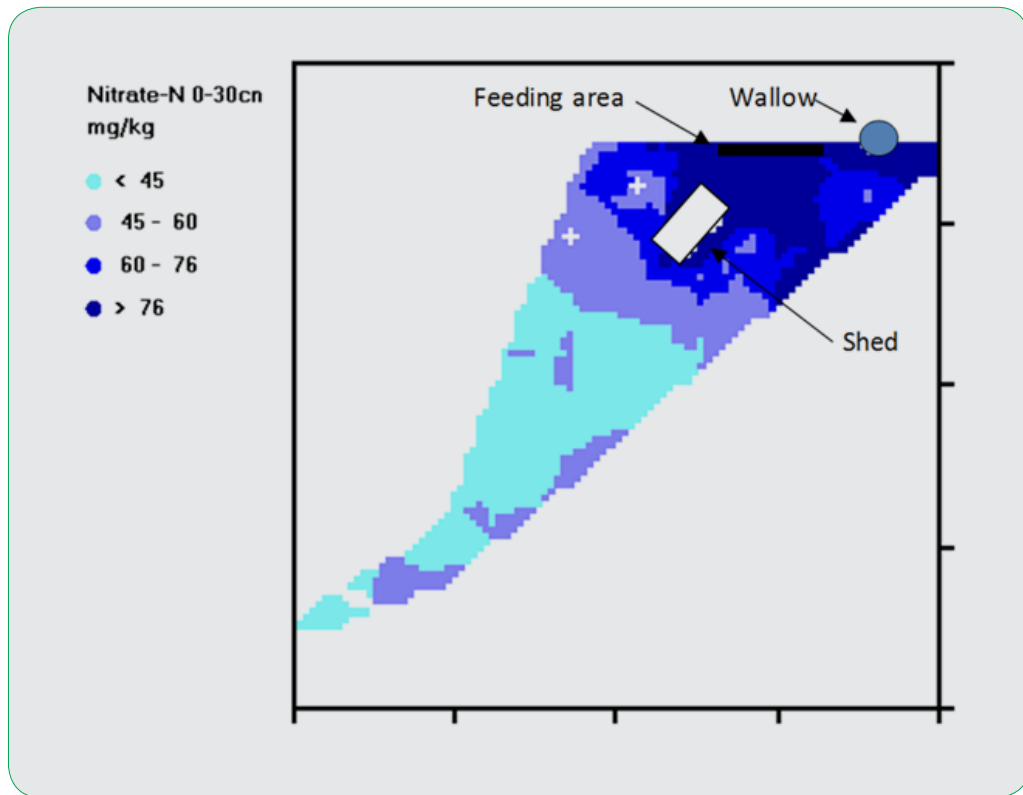 Nitrate-N 0-30cn
mg/kg
< 45
45 - 60
60 - 76
> 76
Feeding area
Wallow
Shed